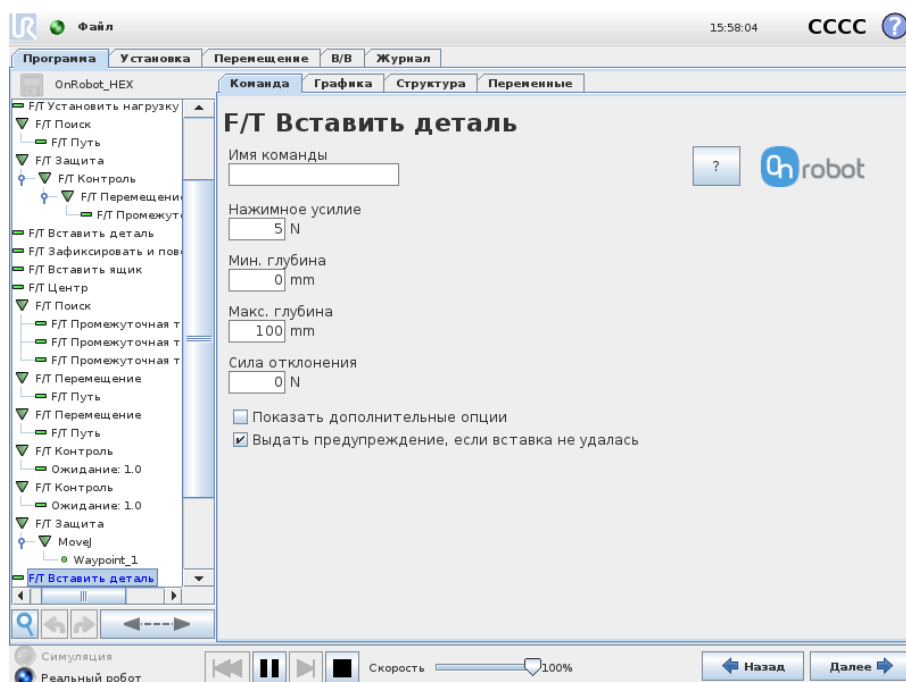 Файл
15:58:04
CCCC
?
Программа
Установка
Перемещение
В/В
Журнал
OnRobot_HEX
Команда
Графика
Структура
Переменные
F/T Установить нагрузку
F/T Поиск
F/T Путь
F/T Защита
F/T Контроль
F/T Перемещени
F/T Промежут
F/T Вставить деталь
F/T Зафиксировать и пов
F/T Вставить ящик
F/T Центр
F/T Поиск
F/T Промежуточная т
F/T Промежуточная т
F/T Промежуточная т
F/T Перемещение
F/T Путь
F/T Перемещение
F/T Путь
F/T Контроль
Ожидание: 1.0
F/T Контроль
Ожидание: 1.0
F/T Защита
MoveJ
Waypoint_1
F/T Вставить деталь
F/T Вставить деталь
Имя команды
?
On robot
Нажимное усилие
5 N
Мин. глубина
0 mm
Макс. глубина
100 mm
Сила отклонения
0 N
Показать дополнительные опции
Выдать предупреждение, если вставка не удалась
Симуляция
Реальный робот
Скорость
100%
Назад
Далее